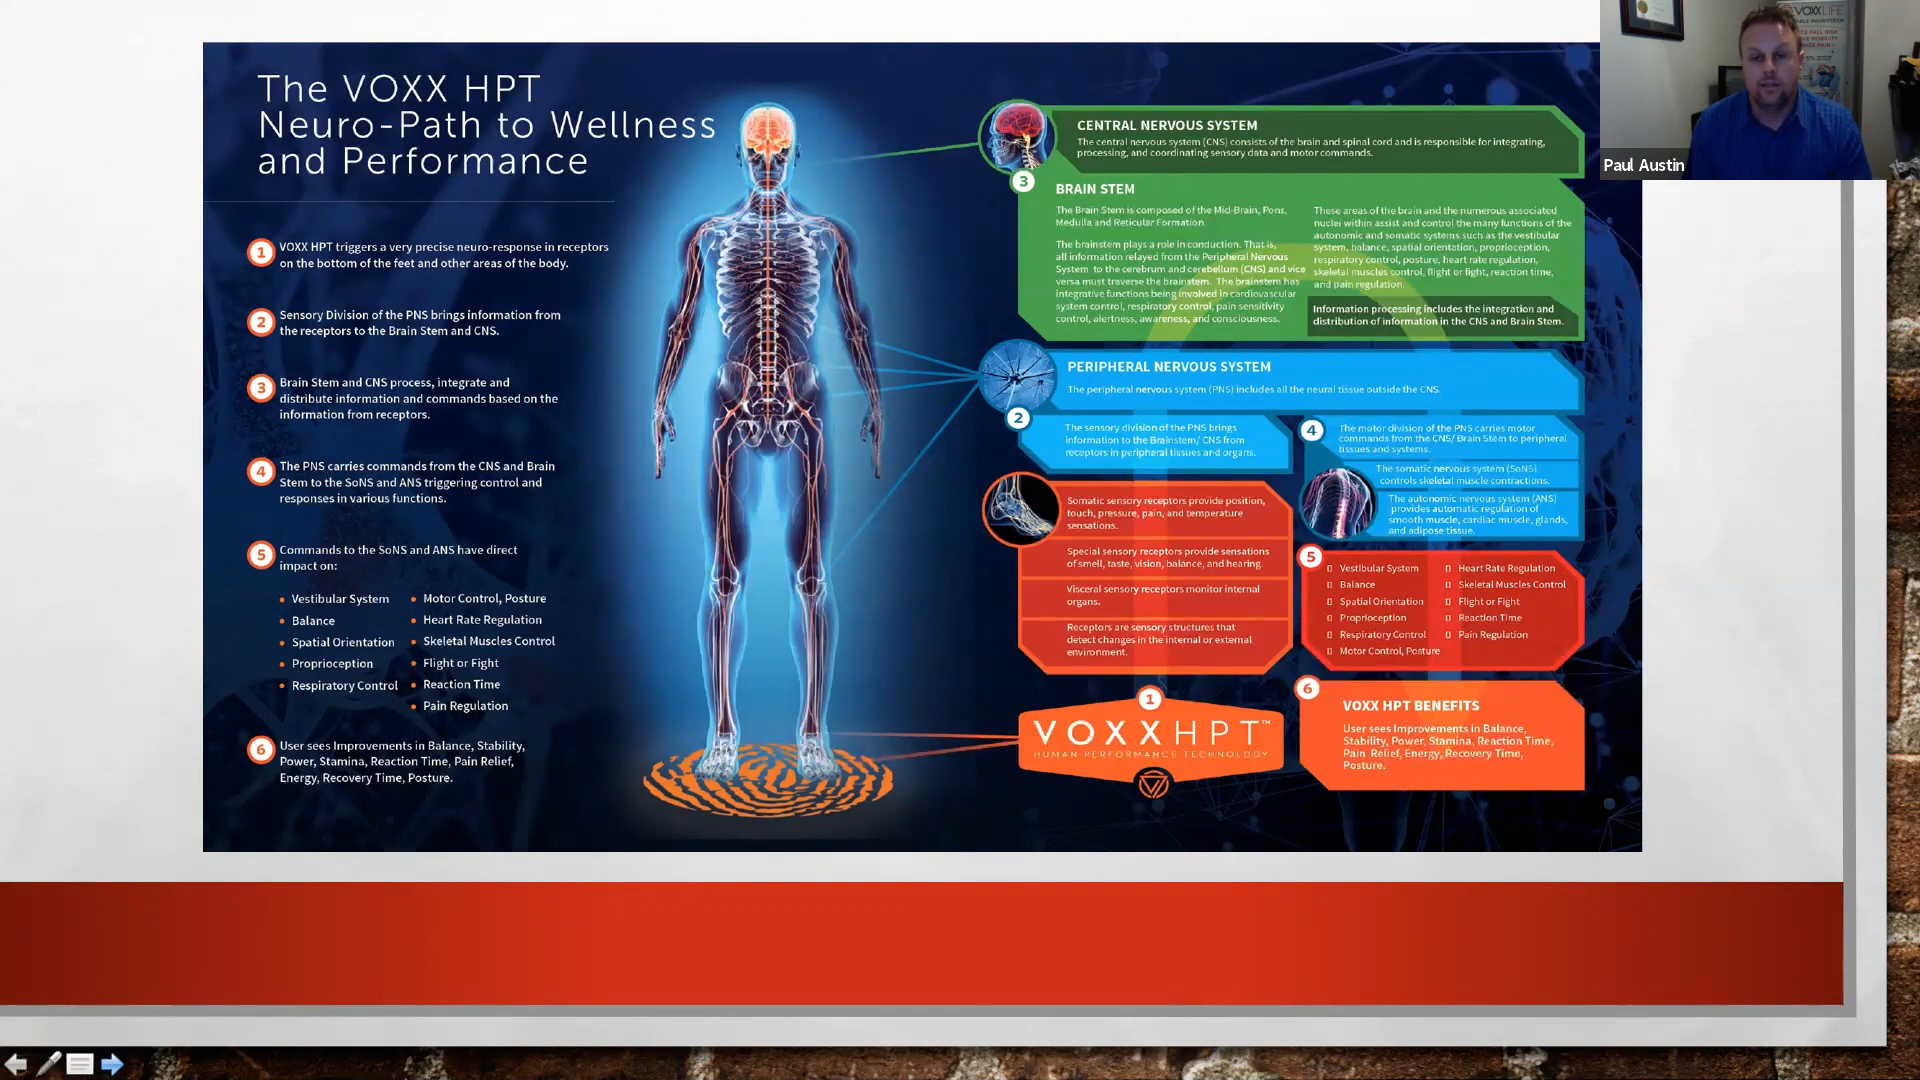 The VOXX HPT
Neuro-Path to Wellness
and Performance
1
VOXX HPT triggers a very precise neuro-response in receptors
on the bottom of the feet and other areas of the body.
2
Sensory Division of the PNS brings information from
the receptors to the Brain Stem and CNS.
3
Brain Stem and CNS process, integrate and
distribute information and commands based on the
information from receptors.
4
The PNS carries commands from the CNS and Brain
Stem to the SoNS and ANS triggering control and
responses in various functions.
5
Commands to the SoNS and ANS have direct
impact on:
• Vestibular System
• Balance
• Spatial Orientation
• Proprioception
• Respiratory Control
• Motor Control, Posture
• Heart Rate Regulation
• Skeletal Muscles Control
• Flight or Fight
• Reaction Time
• Pain Regulation
6
User sees Improvements in Balance, Stability,
Power, Stamina, Reaction Time, Pain Relief,
Energy, Recovery Time, Posture.
CENTRAL NERVOUS SYSTEM
The central nervous system (CNS) consists of the brain and spinal cord and is responsible for integrating,
processing, and coordinating sensory data and motor commands.
3
BRAIN STEM
The Brain Stem is composed of the Mid-Brain, Pons,
Medulla and Reticular Formation.
The brainstem plays a role in conduction. That is,
all information relayed from the Peripheral Nervous
System to the cerebrum and cerebellum (CNS) and vice
versa must traverse the brainstem. The brainstem has
integrative functions being involved in cardiovascular
system control, respiratory control, pain sensitivity
control, alertness, awareness, and consciousness.
These areas of the brain and the numerous associated
nuclei within assist and control the many functions of the
autonomic and somatic systems such as the vestibular
system, balance, spatial orientation, proprioception,
respiratory control, posture, heart rate regulation,
skeletal muscles control, flight or fight, reaction time,
and pain regulation.
Information processing includes the integration and
distribution of information in the CNS and Brain Stem.
PERIPHERAL NERVOUS SYSTEM
The peripheral nervous system (PNS) includes all the neural tissue outside the CNS.
2
The sensory division of the PNS brings
information to the Brainstem/ CNS from
receptors in peripheral tissues and organs.
Somatic sensory receptors provide position,
touch, pressure, pain, and temperature
sensations.
Special sensory receptors provide sensations
of smell, taste, vision, balance, and hearing.
Visceral sensory receptors monitor internal
organs.
Receptors are sensory structures that
detect changes in the internal or external
environment.
4
The motor division of the PNS carries motor
commands from the CNS/ Brain Stem to peripheral
tissues and systems.
The somatic nervous system (SoNS)
controls skeletal muscle contractions.
The autonomic nervous system (ANS)
provides automatic regulation of
smooth muscle, cardiac muscle, glands,
and adipose tissue.
5
Vestibular System
Balance
Spatial Orientation
Proprioception
Respiratory Control
Motor Control, Posture
Heart Rate Regulation
Skeletal Muscles Control
Flight or Fight
Reaction Time
Pain Regulation
1
VOXXHPT™
HUMAN PERFORMANCE TECHNOLOGY
6
VOXX HPT BENEFITS
User sees Improvements in Balance,
Stability, Power, Stamina, Reaction Time,
Pain Relief, Energy, Recovery Time,
Posture.
VOXXLIFE
Paul Austin